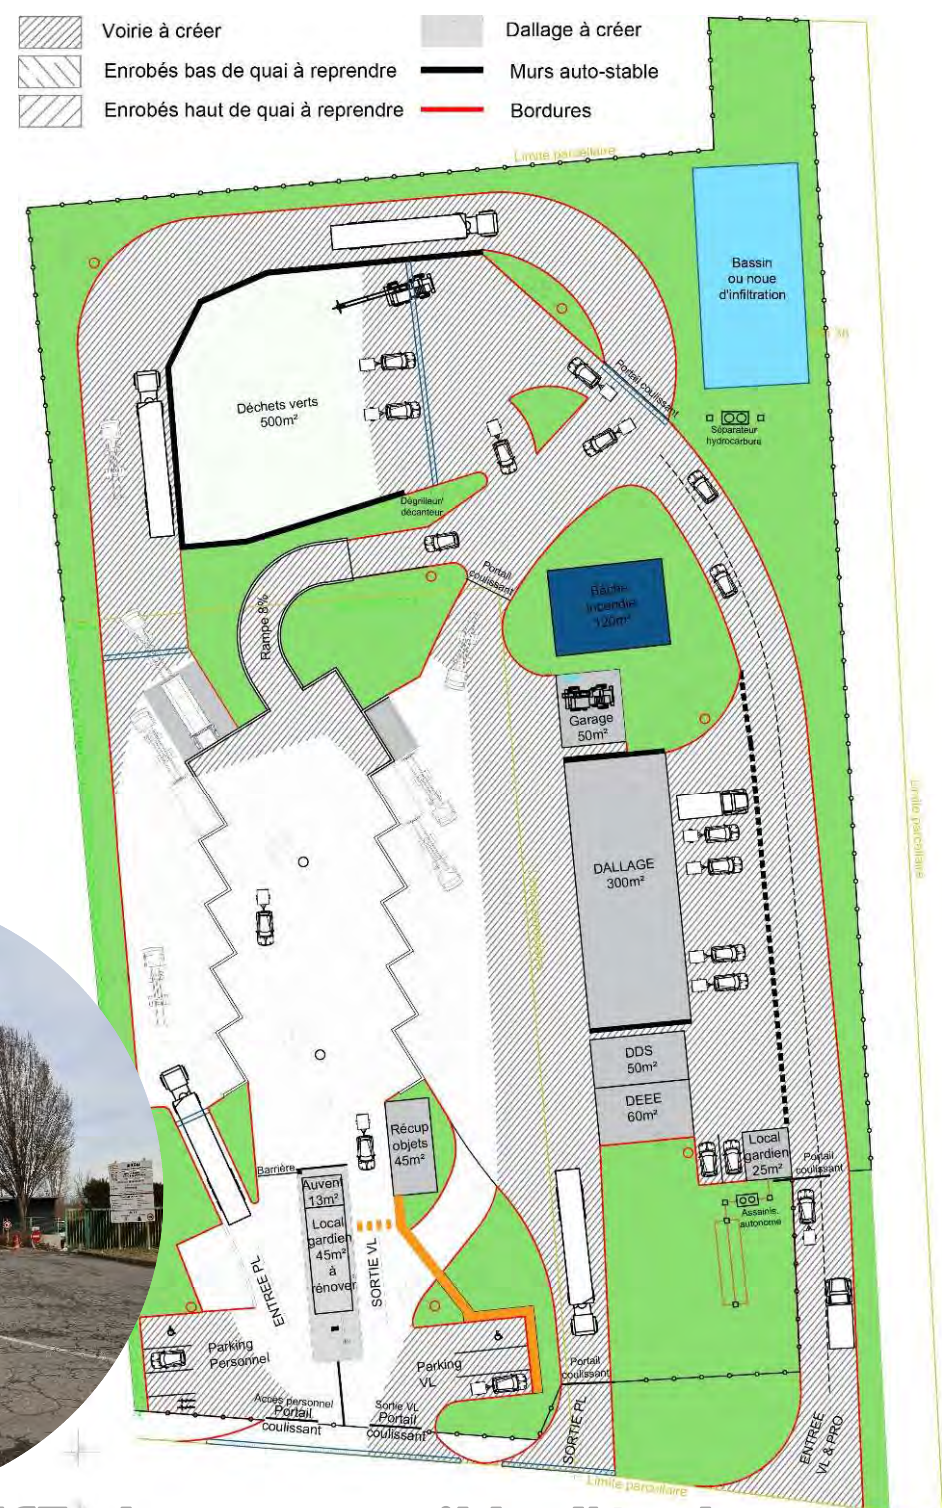 Voirie à créer
Dallage à créer
Enrobés bas de quai à reprendre
Murs auto-stable
Enrobés haut de quai à reprendre
Bordures
Limite parcellaire
Bassin
ou noue
d'infiltration
Portail coulissant
Déchets verts
500m²
Séparateur
hydrocarbure
Dégrilleur/
décanteur
Portail
coulissant
Bâche
Incendie
120m³
Rampe 8%
Garage
50m²
Limite parcellaire
DALLAGE
300m²
DDS
50m²
DEEE
60m²
Récup
objets
45m²
Local
gardien
25m²
Portail
coulissant
Barrière
Auvent
13m²
Local
gardien
45m²
à
rénover
Assainis.
autonome
ENTREE PL
SORTIE VL
Parking
Personnel
Parking
VL
Portail
coulissant
Accès personnel
Portail
coulissant
Sortie VL
Portail
coulissant
SORTIE PL
ENTREE
VL & PRO
Limite parcellaire